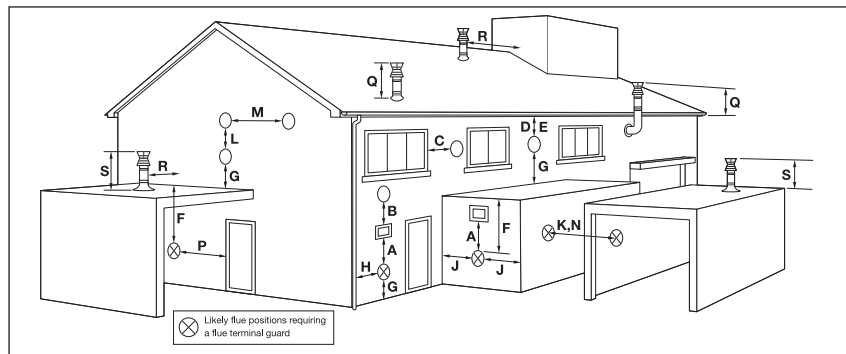 R
Q
Q
M
D E
C
L
S
R
G
G
S
F
B
F
K,N
A
A
P
H
J
J
G
Likely flue positions requiring
a flue terminal guard